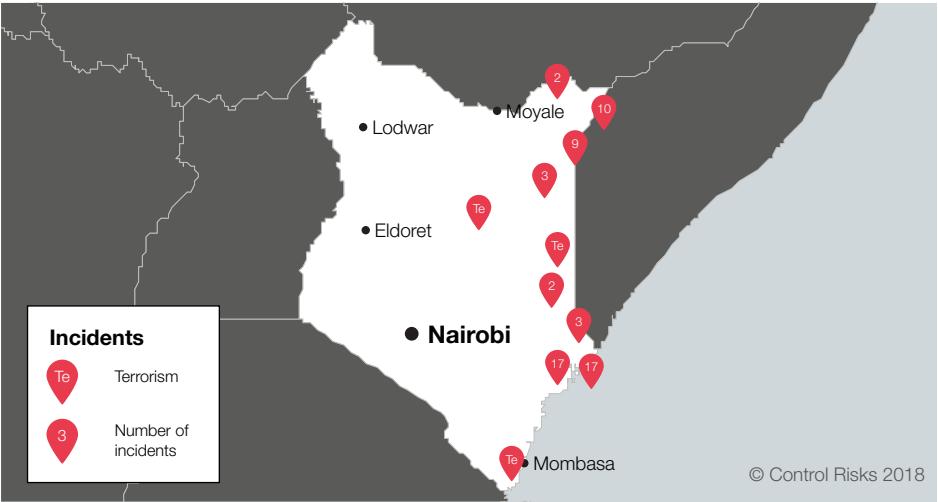 2
10
Moyale
Lodwar
9
3
Te
Eldoret
Te
2
3
Nairobi
17
17
Te
Mombasa
Incidents
Te Terrorism
3 Number of
incidents
© Control Risks 2018